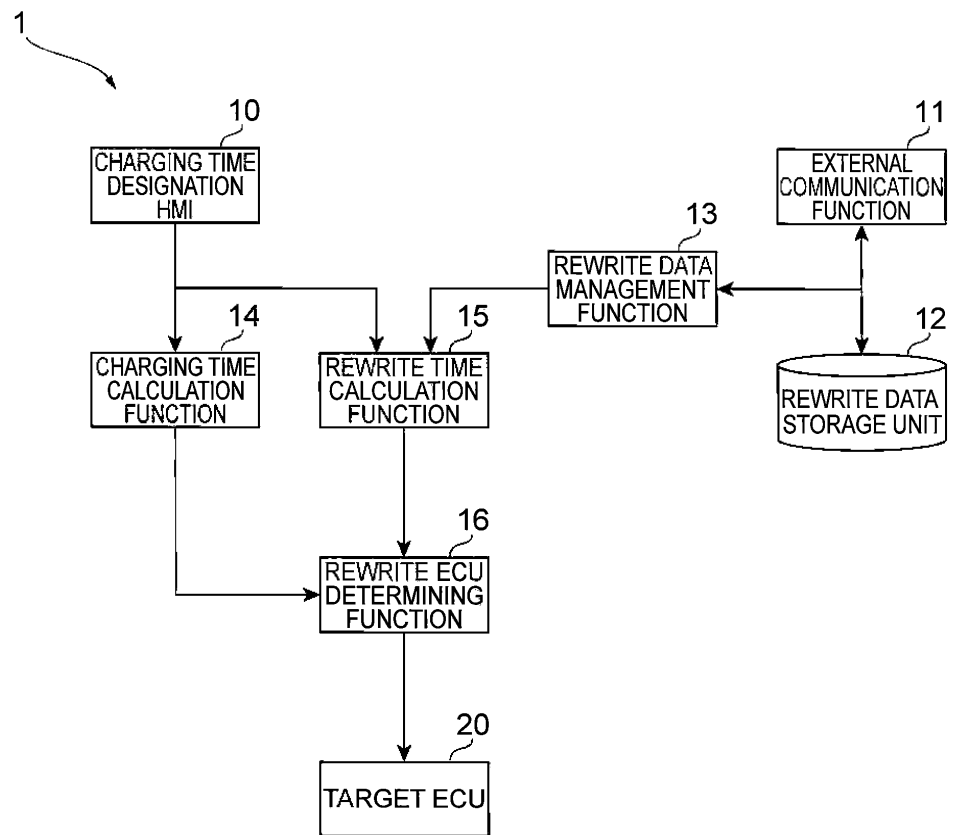 1
10
CHARGING TIME
DESIGNATION
HMI
11
EXTERNAL
COMMUNICATION
FUNCTION
13
REWRITE DATA
MANAGEMENT
FUNCTION
12
REWRITE DATA
STORAGE UNIT
14
CHARGING TIME
CALCULATION
FUNCTION
15
REWRITE TIME
CALCULATION
FUNCTION
16
REWRITE ECU
DETERMINING
FUNCTION
20
TARGET ECU